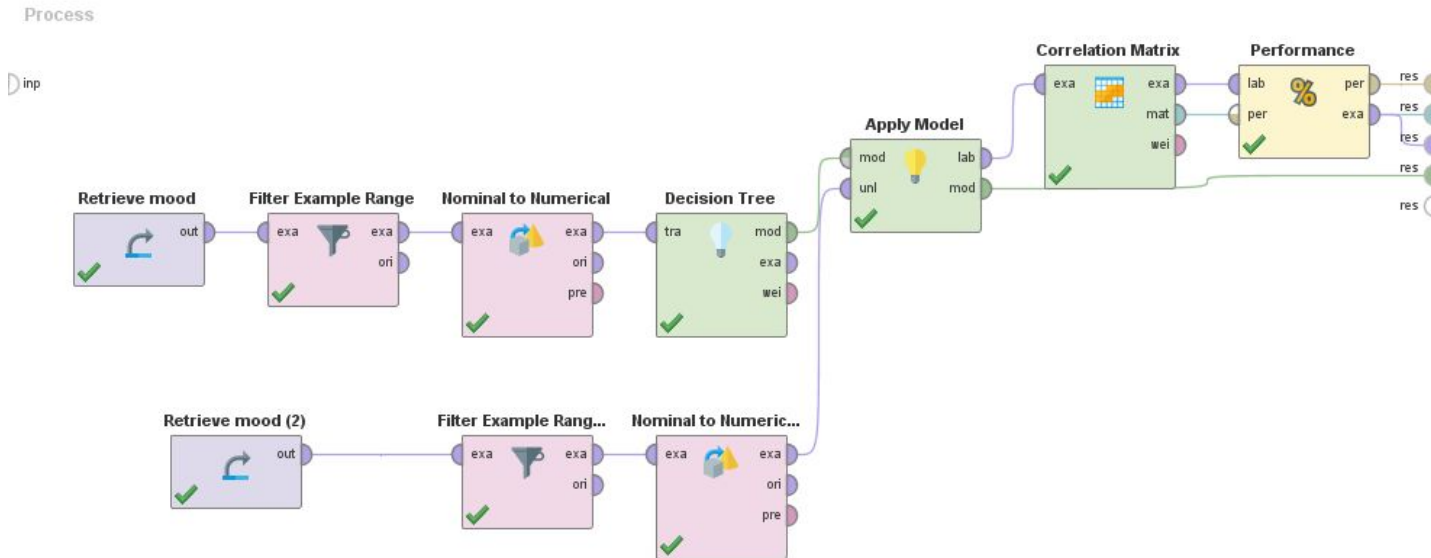 Process
inp
Correlation Matrix
exa
exa
mat
wei
Performance
%
lab
per
per
exa
res
res
res
res
res
Apply Model
mod
unl
lab
mod
Retrieve mood
out
Filter Example Range
exa
exa
ori
Nominal to Numerical
exa
exa
ori
pre
Decision Tree
tra
mod
exa
wei
Retrieve mood (2)
out
Filter Example Rang...
exa
exa
ori
Nominal to Numeric...
exa
exa
ori
pre